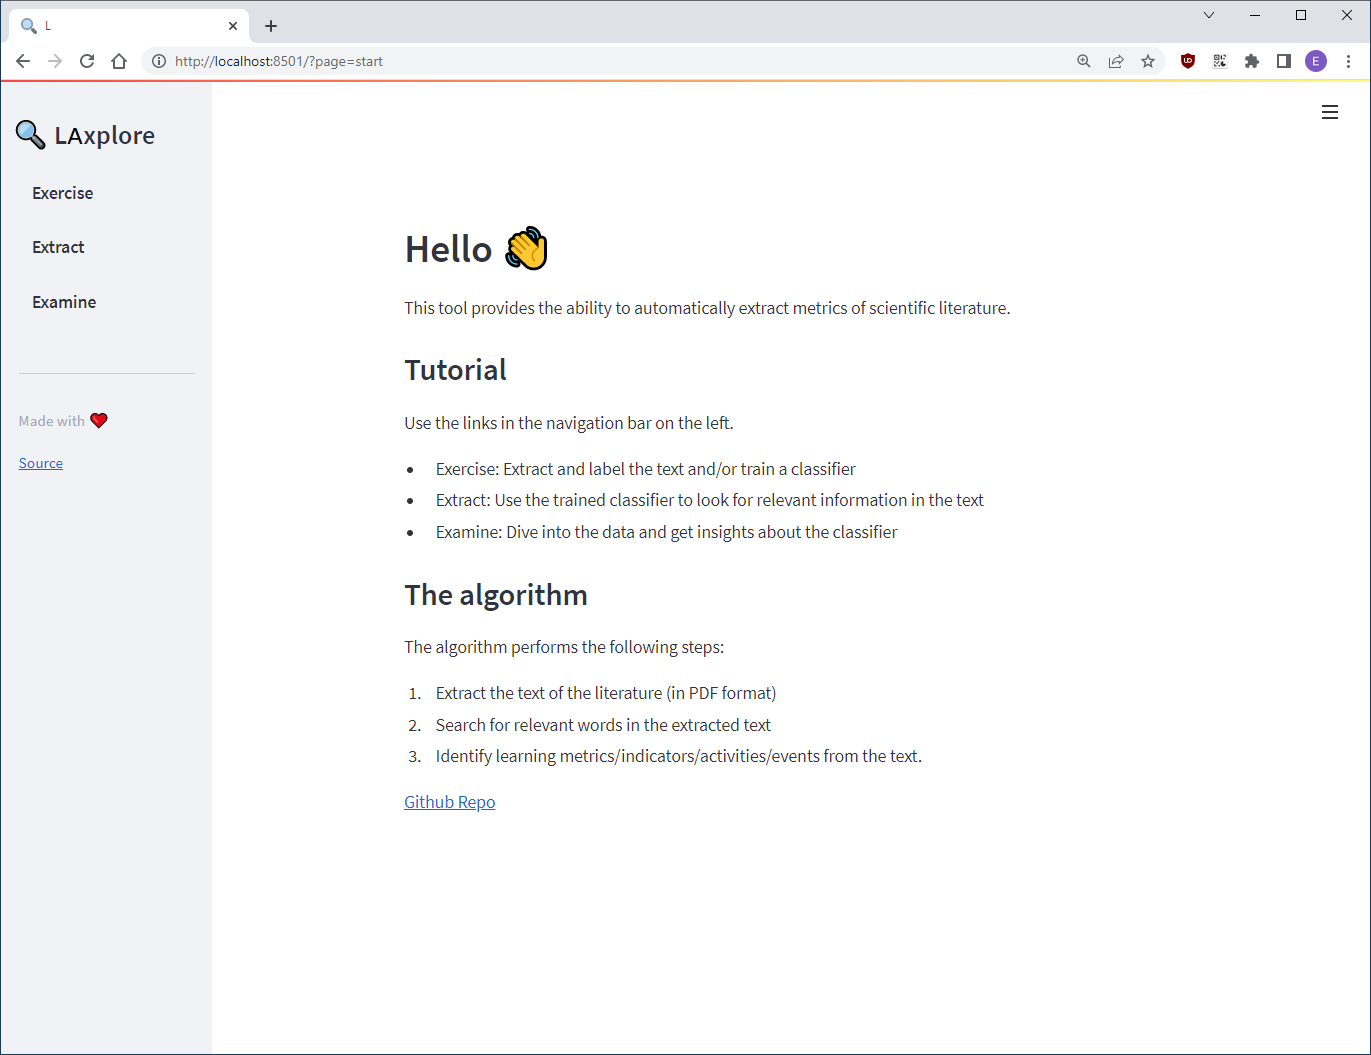 L
http://localhost:8501/?page=start
E
LAxplore
Exercise
Extract
Examine
Made with
Source
Hello
This tool provides the ability to automatically extract metrics of scientific literature.
Tutorial
Use the links in the navigation bar on the left.
Exercise: Extract and label the text and/or train a classifier
Extract: Use the trained classifier to look for relevant information in the text
Examine: Dive into the data and get insights about the classifier
The algorithm
The algorithm performs the following steps:
1. Extract the text of the literature (in PDF format)
2. Search for relevant words in the extracted text
3. Identify learning metrics/indicators/activities/events from the text.
Github Repo